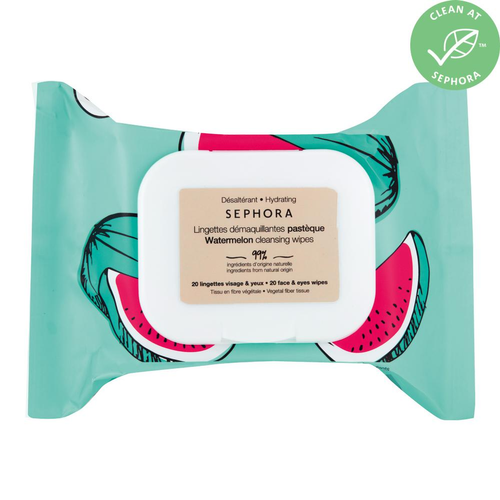 CLEAN AT
SEPHORA
TM
Désaltérant • Hydrating
SEPHORA
Lingettes démaquillantes pastèque
Watermelon cleansing wipes
99%
ingrédients d'origine naturelle
ingredients from natural origin
20 lingettes visage & yeux • 20 face & eyes wipes
Tissu en fibre végétale • Vegetal fiber tissue